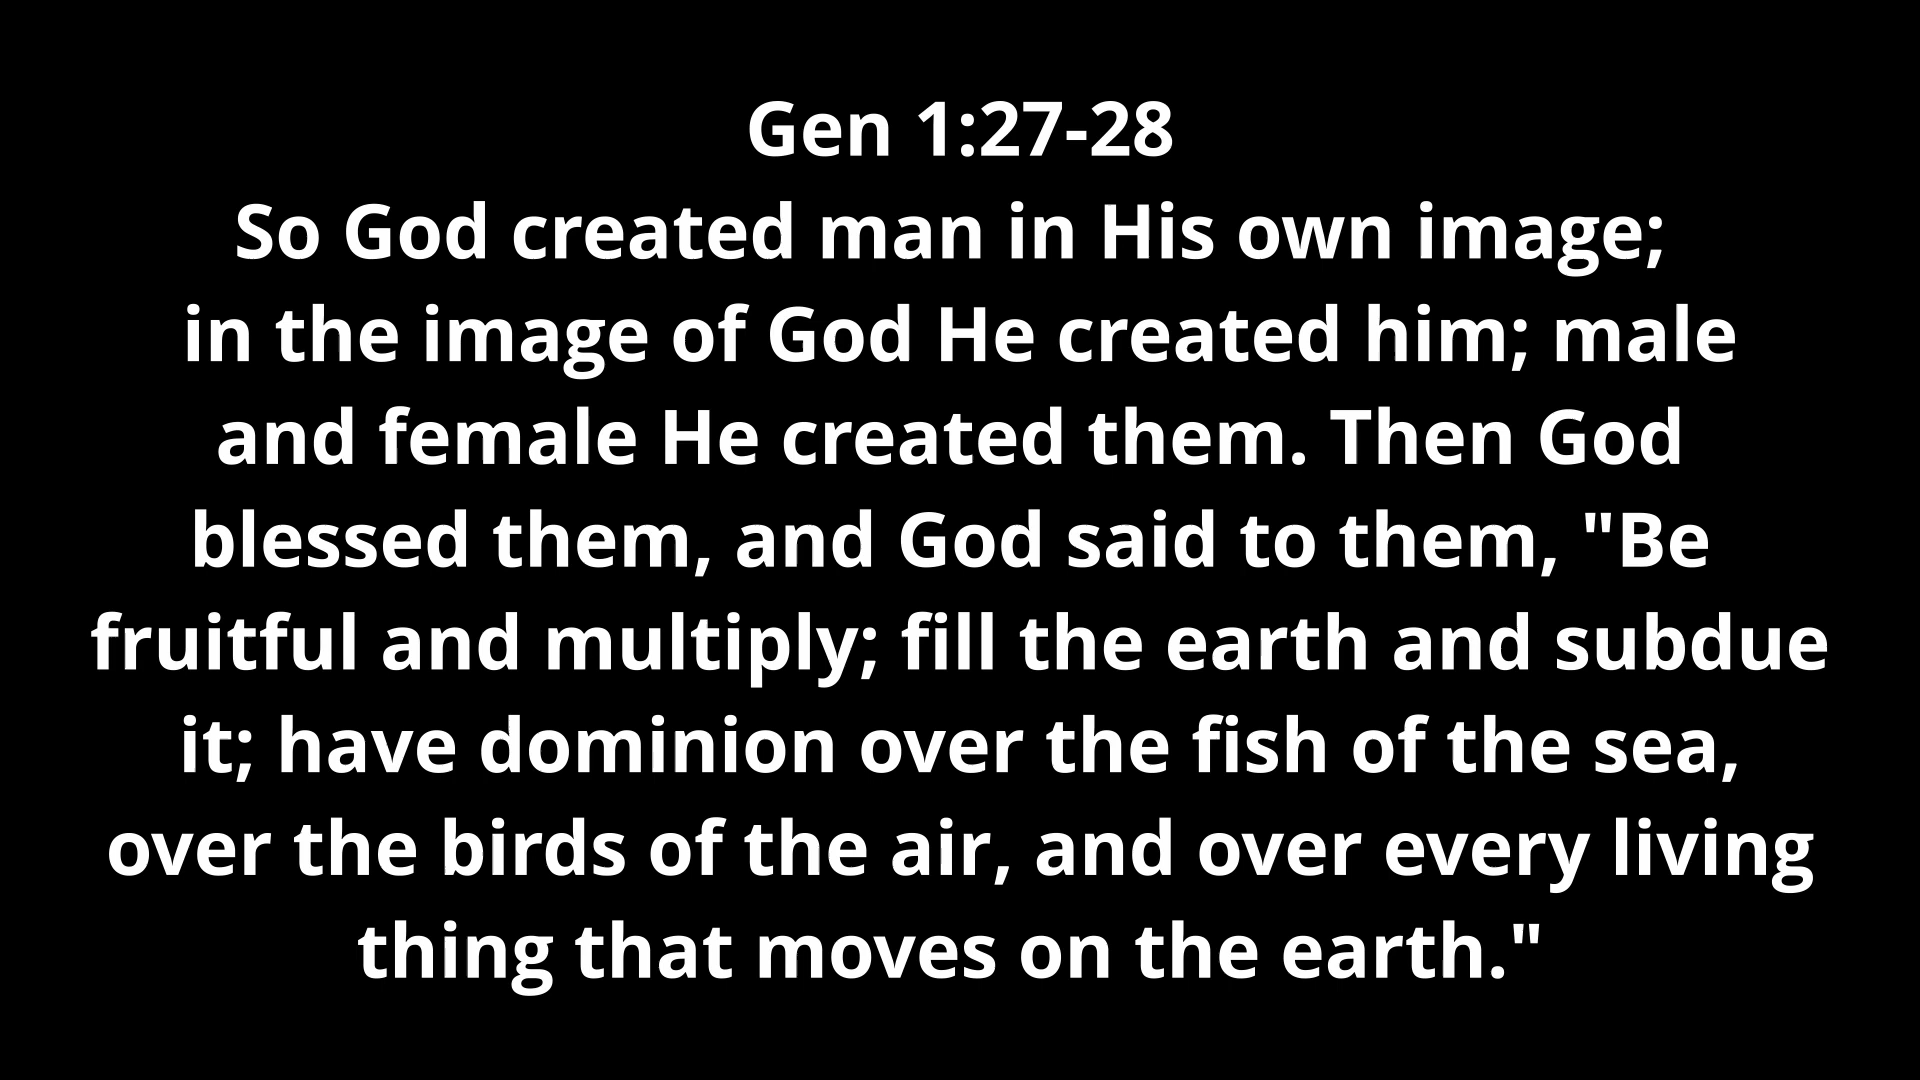 Gen 1:27-28
So God created man in His own image;
in the image of God He created him; male
and female He created them. Then God
blessed them, and God said to them, "Be
fruitful and multiply; fill the earth and subdue
it; have dominion over the fish of the sea,
over the birds of the air, and over every living
thing that moves on the earth."